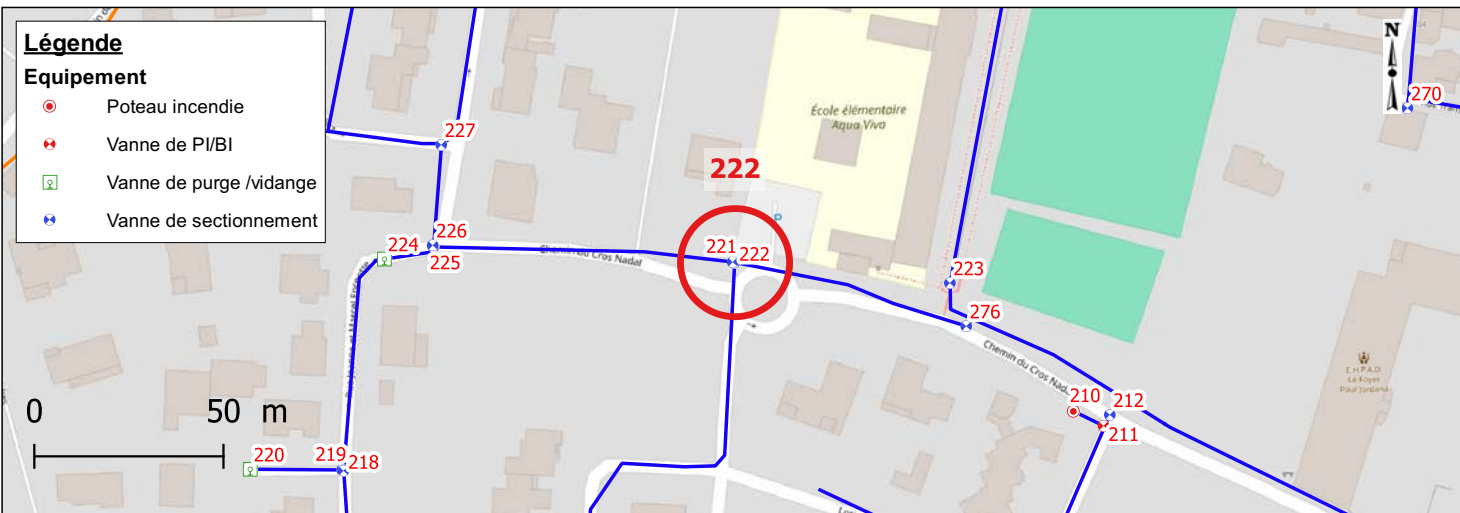 Légende
Equipement
Poteau incendie
Vanne de PI/BI
Vanne de purge /vidange
Vanne de sectionnement
N
270
227
École élémentaire
Aqua Viva
222
P
226
224
225
221
222
Chemin du Cros Nadal
223
276
Chemin du Cros Nadal
E.H.P.A.D
Le Foyer
Paul Jordana
210
212
211
0
50 m
220
219
218